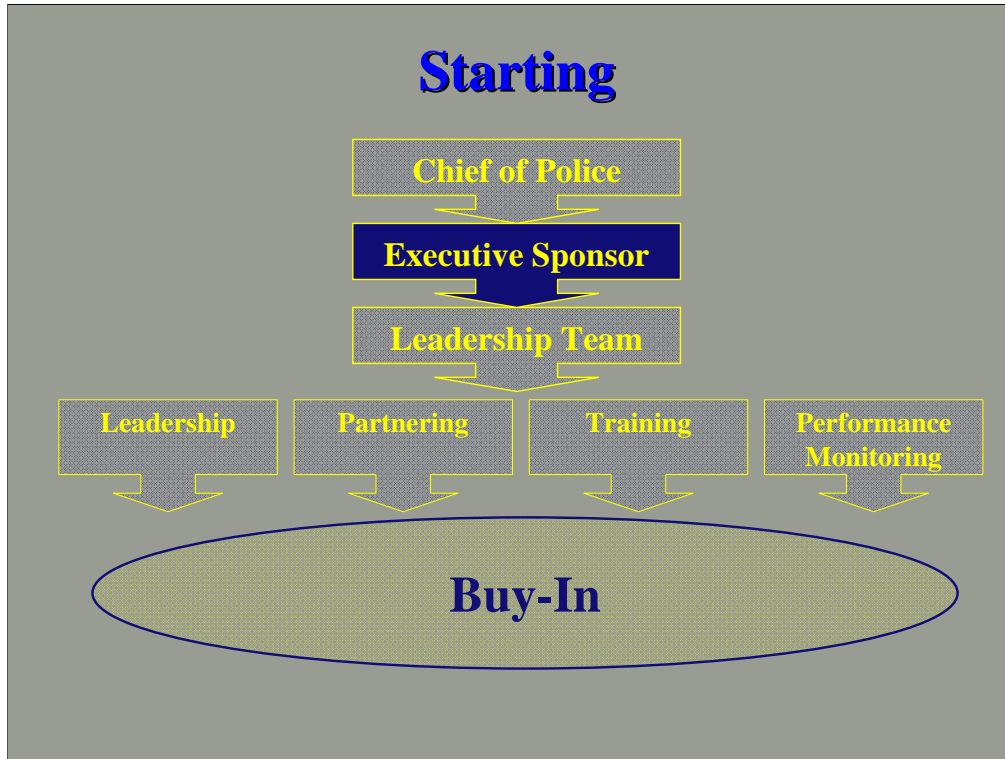 Starting
Chief of Police
Executive Sponsor
Leadership Team
Leadership
Partnering
Training
Performance
Monitoring
Buy-In